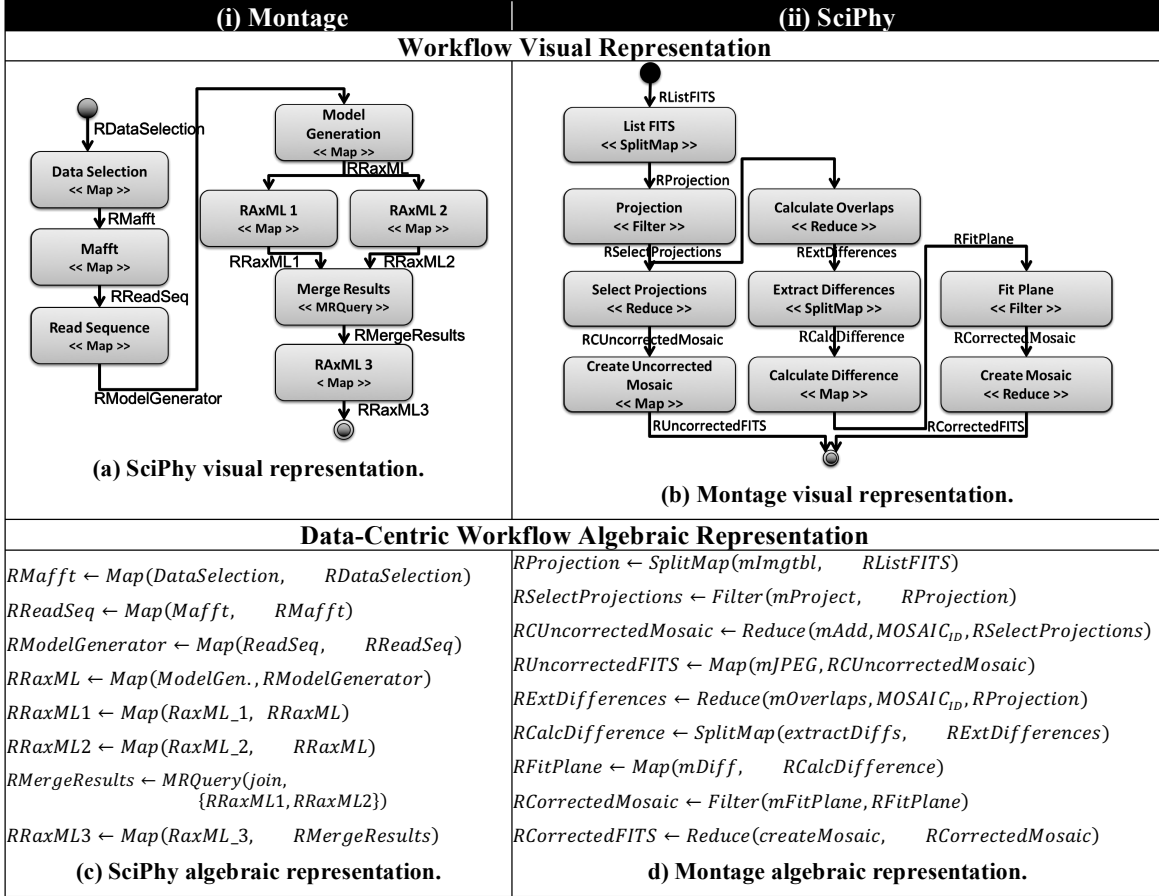 (i) Montage
(ii) SciPhy
Workflow Visual Representation
RDataSelection
Data Selection
<< Map >>
RMafft
Mafft
<< Map >>
RReadSeq
Read Sequence
<< Map >>
RModelGenerator
Model
Generation
<< Map >>
RRaxML
RAxML 1
<< Map >>
RAxML 2
<< Map >>
RRaxML1
RRaxML2
Merge Results
<< MRQuery >>
RMergeResults
RAxML 3
< Map >>
RRaxML3
(a) SciPhy visual representation.
RListFITS
List FITS
<< SplitMap >>
RProjection
Projection
<< Filter >>
RSelectProjections
Select Projections
<< Reduce >>
RCUncorrectedMosaic
Create Uncorrected
Mosaic
<< Map >>
RUncorrectedFITS
Calculate Overlaps
<< Reduce >>
RExtDifferences
Extract Differences
<< SplitMap >>
RCalcDifference
Calculate Difference
<< Map >>
RFitPlane
Fit Plane
<< Filter >>
RCorrectedMosaic
Create Mosaic
<< Reduce >>
RCorrectedFITS
(b) Montage visual representation.
Data-Centric Workflow Algebraic Representation
RMafft ← Map(DataSelection, RDataSelection)
RReadSeq ← Map(Mafft, RMafft)
RModelGenerator ← Map(ReadSeq, RReadSeq)
RRaxML ← Map(ModelGen., RModelGenerator)
RRaxML1 ← Map(RaxML_1, RRaxML)
RRaxML2 ← Map(RaxML_2, RRaxML)
RMergeResults ← MRQuery(join,
{RRaxML1, RRaxML2})
RRaxML3 ← Map(RaxML_3, RMergeResults)
(c) SciPhy algebraic representation.
RProjection ← SplitMap(mImgtbl, RListFITS)
RSelectProjections ← Filter(mProject, RProjection)
RCUncorrectedMosaic ← Reduce(mAdd, MOSAIC_ID, RSelectProjections)
RUncorrectedFITS ← Map(mJPEG, RCUncorrectedMosaic)
RExtDifferences ← Reduce(mOverlaps, MOSAIC_ID, RProjection)
RCalcDifference ← SplitMap(extractDiffs, RExtDifferences)
RFitPlane ← Map(mDiff, RCalcDifference)
RCorrectedMosaic ← Filter(mFitPlane, RFitPlane)
RCorrectedFITS ← Reduce(createMosaic, RCorrectedMosaic)
d) Montage algebraic representation.